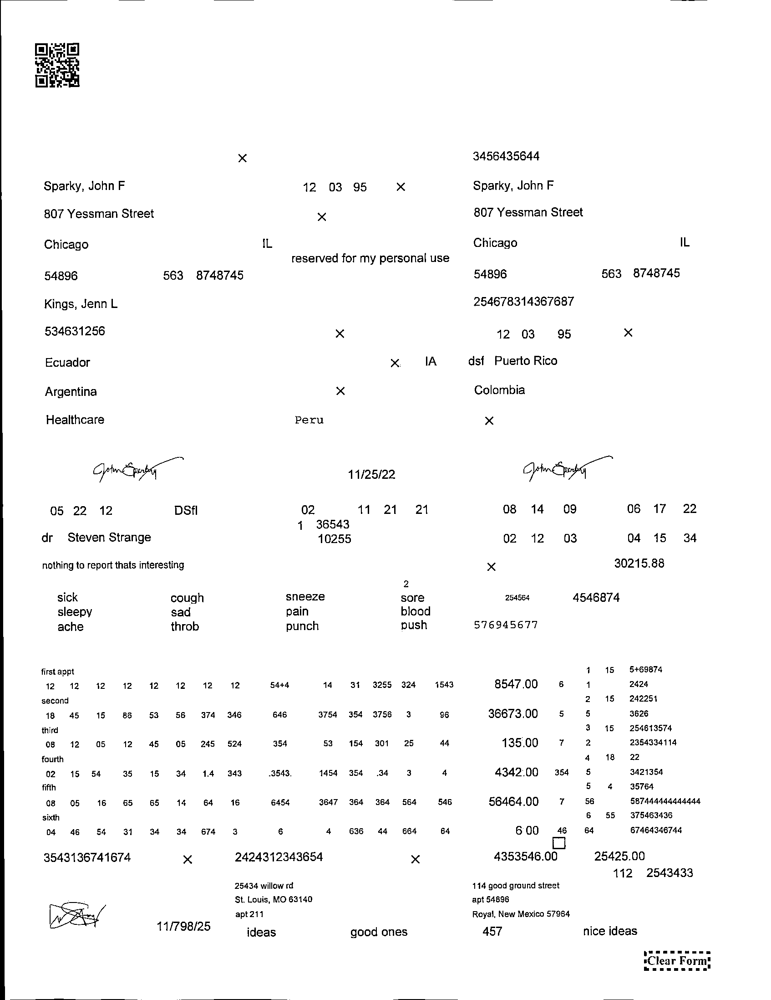 × 3456435644
Sparky, John F 12 03 95 × Sparky, John F
807 Yessman Street × 807 Yessman Street
Chicago IL Chicago IL
reserved for my personal use
54896 563 8748745 54896 563 8748745
Kings, Jenn L 254678314367687
534631256 × 12 03 95 ×
Ecuador × IA dsf Puerto Rico
Argentina × Colombia
Healthcare Peru ×
John Sparky 11/25/22 John Sparky
05 22 12 DSfl 02 11 21 21 08 14 09 06 17 22
1 36543
dr Steven Strange 10255 02 12 03 04 15 34
nothing to report thats interesting × 30215.88
2
sick cough sneeze sore 254564 4546874
sleepy sad pain blood
ache throb punch push 576945677
first appt 1 15 5+69874
12 12 12 12 12 12 12 12 54+4 14 31 3255 324 1543 8547.00 6 1 2424
second 2 15 242251
18 45 15 86 53 56 374 346 646 3754 354 3756 3 96 36673.00 5 5 3626
third 3 15 254613574
08 12 05 12 45 05 245 524 354 53 154 301 25 44 135.00 7 2 2354334114
fourth 4 18 22
02 15 54 35 15 34 1.4 343 .3543. 1454 354 .34 3 4 4342.00 354 5 3421354
fifth 5 4 35764
08 05 16 65 65 14 64 16 6454 3647 364 364 564 546 56464.00 7 56 587444444444444
sixth 6 55 375463436
04 46 54 31 34 34 674 3 6 4 636 44 664 64 6 00 46 64 67464346744
3543136741674 × 2424312343654 × 4353546.00 25425.00
112 2543433
25434 willow rd 114 good ground street
St. Louis, MO 63140 apt 54896
apt 211 Royal, New Mexico 57964
11/798/25 ideas good ones 457 nice ideas
Clear Form